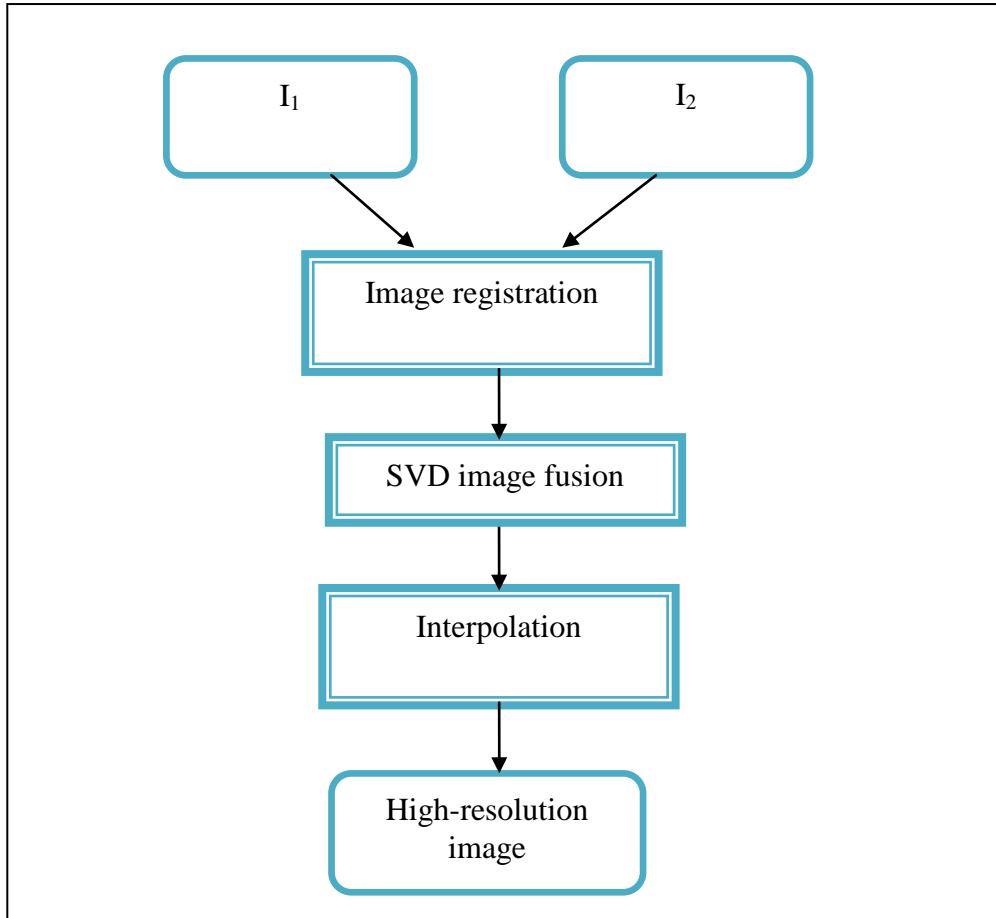 I₁
I₂
Image registration
SVD image fusion
Interpolation
High-resolution
image